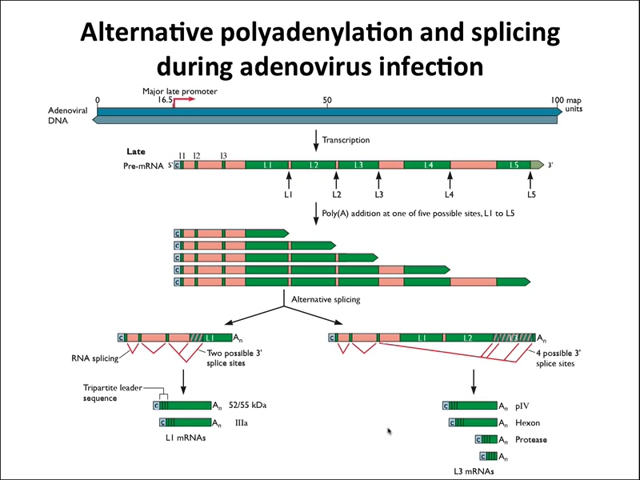 Alternative polyadenylation and splicing
during adenovirus infection
Major late promoter
0 16.5 50 100 map units
Adenoviral
DNA
Transcription
Late
11 12 13
Pre-mRNA 5' C L1 L2 L3 L4 L5 3'
L1 L2 L3 L4 L5
Poly(A) addition at one of five possible sites, L1 to L5
C
C
C
C
C
Alternative splicing
C L1 An
C L1 L2 An
RNA splicing
Two possible 3'
splice sites
4 possible 3'
splice sites
Tripartite leader
sequence
C An 52/55 kDa
C An IIIa
L1 mRNAs
C An pIV
C An Hexon
C An Protease
C An
L3 mRNAs